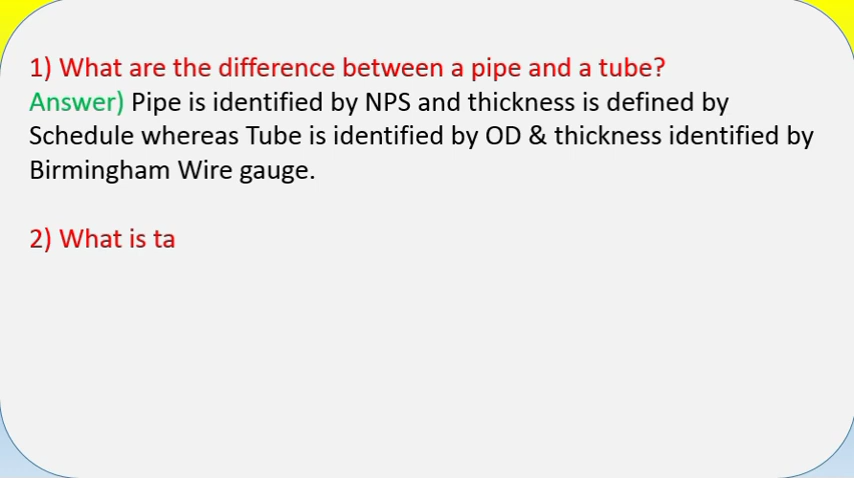 1) What are the difference between a pipe and a tube?
Answer) Pipe is identified by NPS and thickness is defined by
Schedule whereas Tube is identified by OD & thickness identified by
Birmingham Wire gauge.
2) What is ta